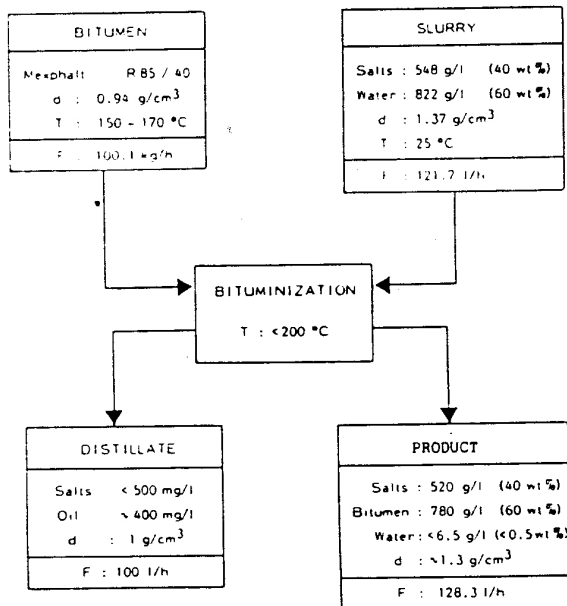 BITUMEN
Mexphalt R 85 / 40
d : 0.94 g/cm³
T : 150 - 170 °C
F : 100.1 kg/h
SLURRY
Salts : 548 g/l (40 wt %)
Water : 822 g/l (60 wt %)
d : 1.37 g/cm³
T : 25 °C
F : 121.7 l/h
BITUMINIZATION
T : <200 °C
DISTILLATE
Salts < 500 mg/l
Oil ~ 400 mg/l
d : 1 g/cm³
F : 100 l/h
PRODUCT
Salts : 520 g/l (40 wt %)
Bitumen : 780 g/l (60 wt %)
Water : <6.5 g/l (<0.5 wt %)
d : ~1.3 g/cm³
F : 128.3 l/h